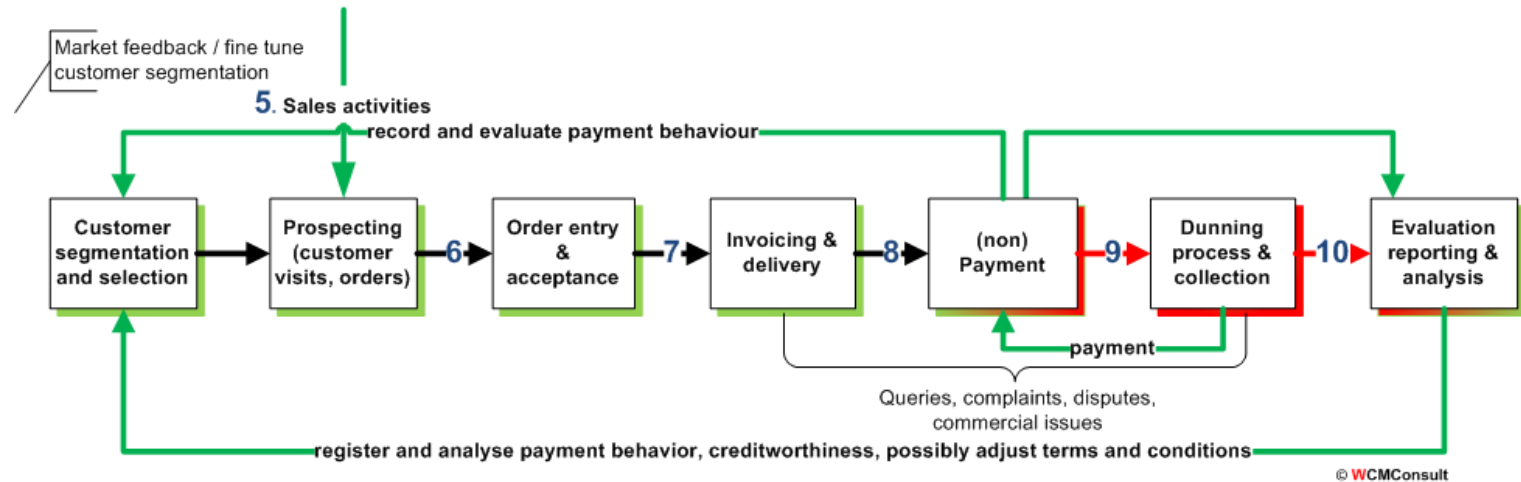 Market feedback / fine tune
customer segmentation
5. Sales activities
record and evaluate payment behaviour
Customer
segmentation
and selection
Prospecting
(customer
visits, orders)
6
Order entry
&
acceptance
7
Invoicing &
delivery
8
(non)
Payment
9
Dunning
process &
collection
10
Evaluation
reporting &
analysis
payment
Queries, complaints, disputes,
commercial issues
register and analyse payment behavior, creditworthiness, possibly adjust terms and conditions
© WCMConsult